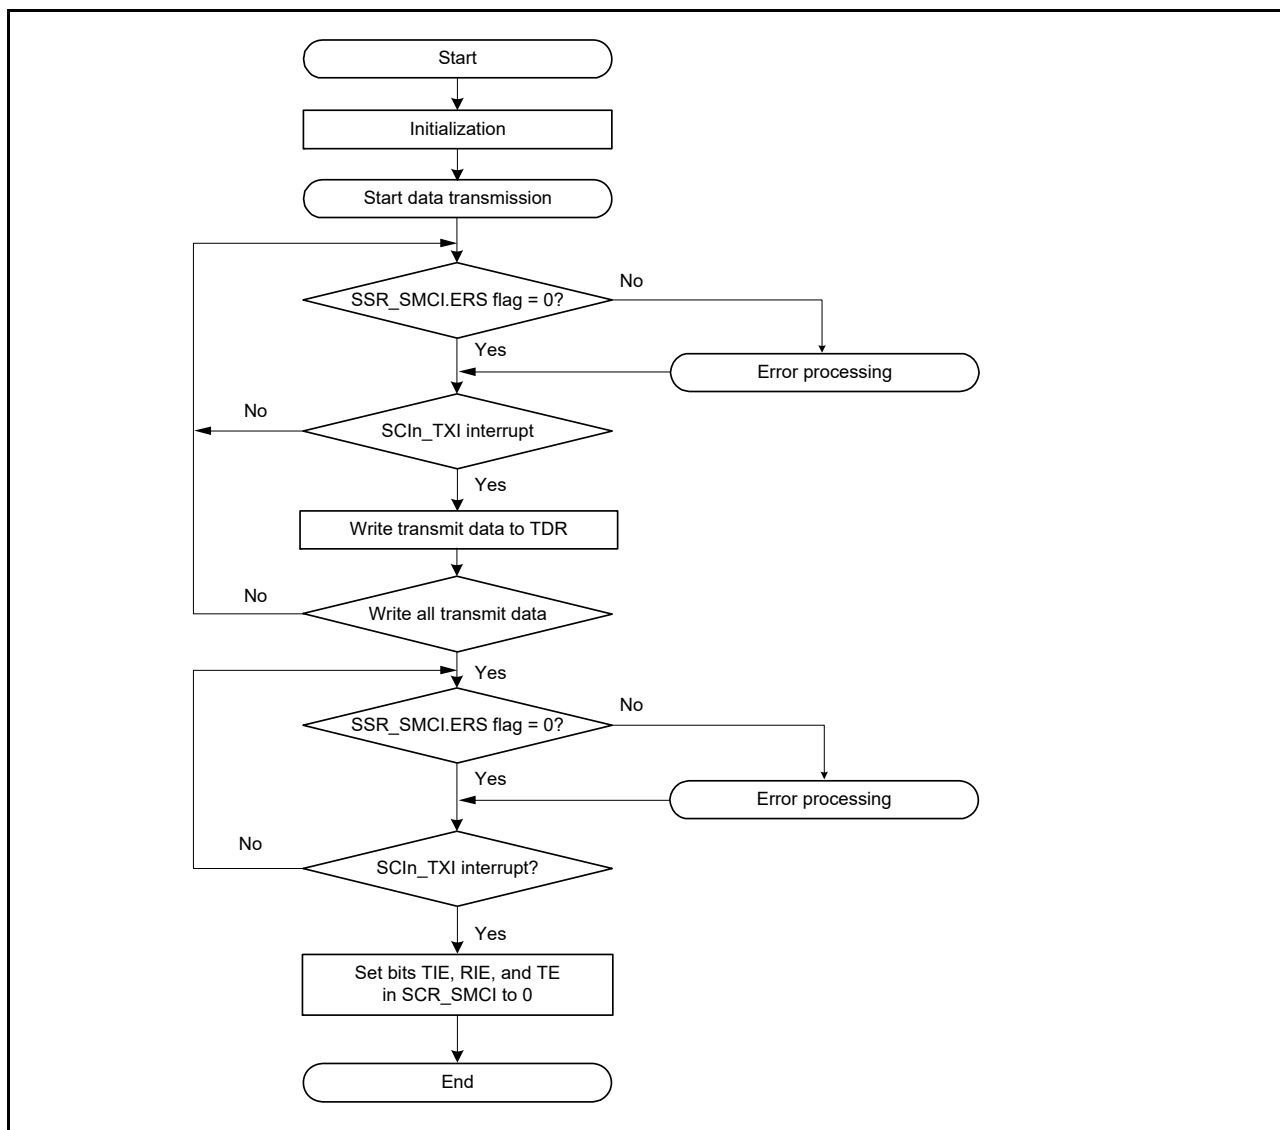 Start
Initialization
Start data transmission
SSR_SMCI.ERS flag = 0?
No
Yes
Error processing
No
SCIn_TXI interrupt
Yes
Write transmit data to TDR
No
Write all transmit data
Yes
SSR_SMCI.ERS flag = 0?
No
Yes
Error processing
No
SCIn_TXI interrupt?
Yes
Set bits TIE, RIE, and TE
in SCR_SMCI to 0
End